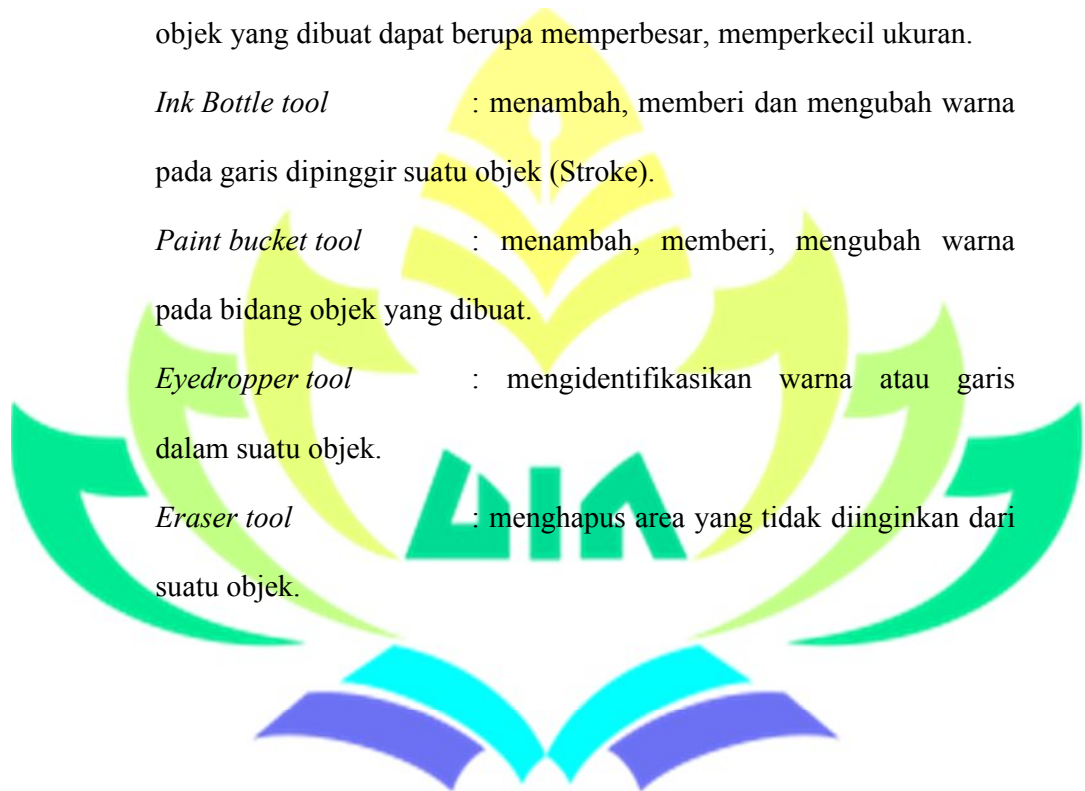 objek yang dibuat dapat berupa memperbesar, memperkecil ukuran.
Ink Bottle tool : menambah, memberi dan mengubah warna
pada garis dipinggir suatu objek (Stroke).
Paint bucket tool : menambah, memberi, mengubah warna
pada bidang objek yang dibuat.
Eyedropper tool : mengidentifikasikan warna atau garis
dalam suatu objek.
Eraser tool : menghapus area yang tidak diinginkan dari
suatu objek.